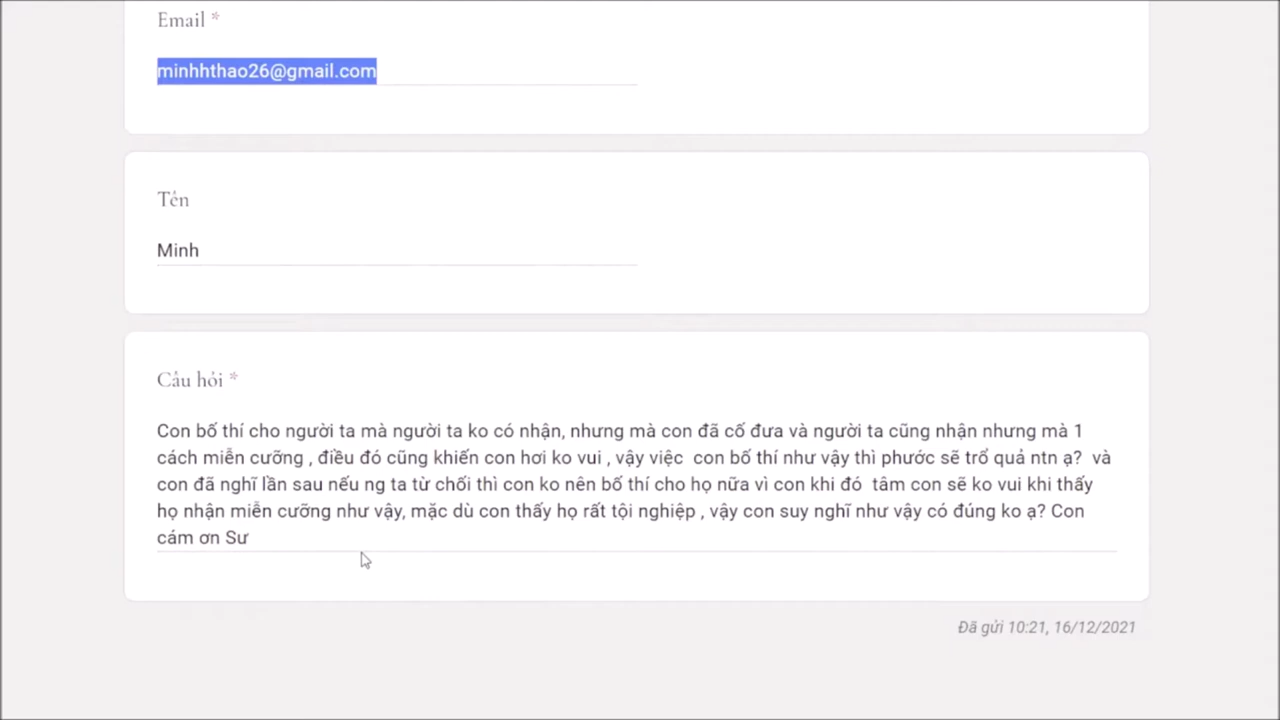 Email *
minhhthao26@gmail.com
Tên
Minh
Câu hỏi *
Con bố thí cho người ta mà người ta ko có nhận, nhưng mà con đã cố đưa và người ta cũng nhận nhưng mà 1
cách miễn cưỡng , điều đó cũng khiến con hơi ko vui , vậy việc  con bố thí như vậy thì phước sẽ trổ quả ntn ạ?  và
con đã nghĩ lần sau nếu ng ta từ chối thì con ko nên bố thí cho họ nữa vì con khi đó  tâm con sẽ ko vui khi thấy
họ nhận miễn cưỡng như vậy, mặc dù con thấy họ rất tội nghiệp , vậy con suy nghĩ như vậy có đúng ko ạ? Con
cám ơn Sư
Đã gửi 10:21, 16/12/2021